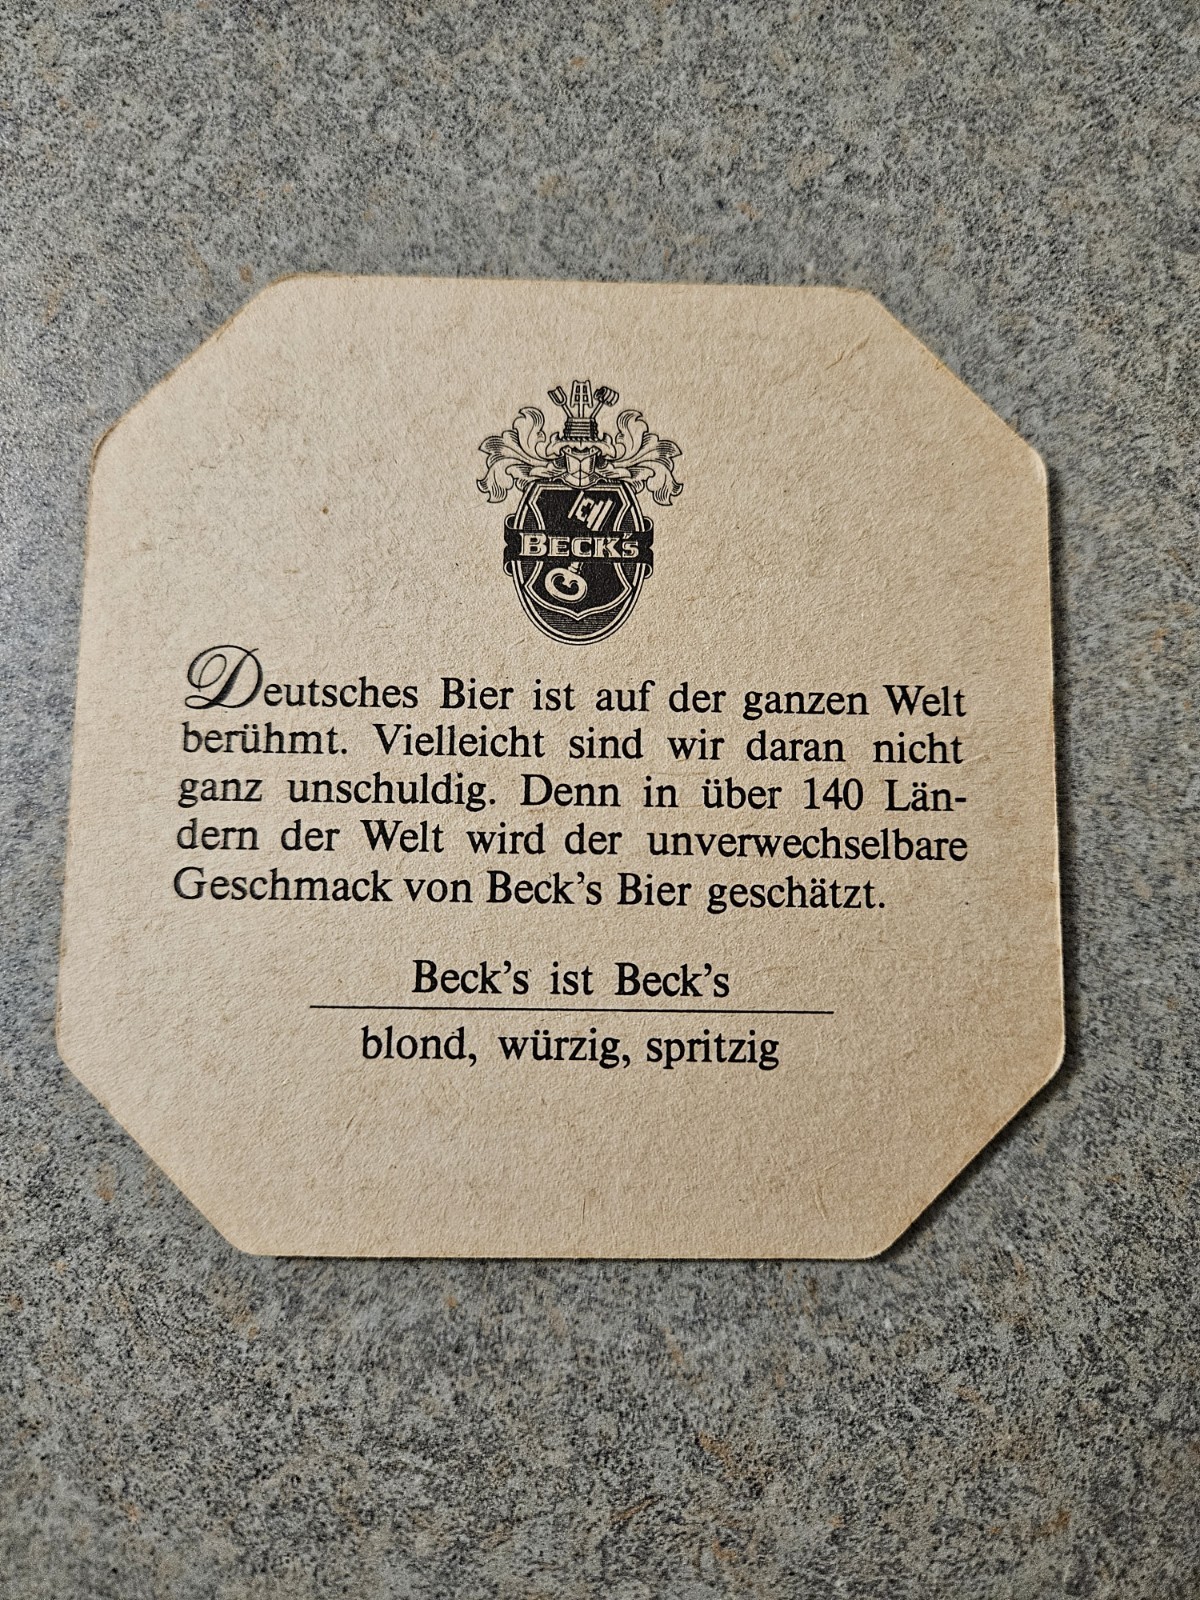 BECK'S
Deutsches Bier ist auf der ganzen Welt
berühmt. Vielleicht sind wir daran nicht
ganz unschuldig. Denn in über 140 Län-
dern der Welt wird der unverwechselbare
Geschmack von Beck's Bier geschätzt.
Beck's ist Beck's
blond, würzig, spritzig